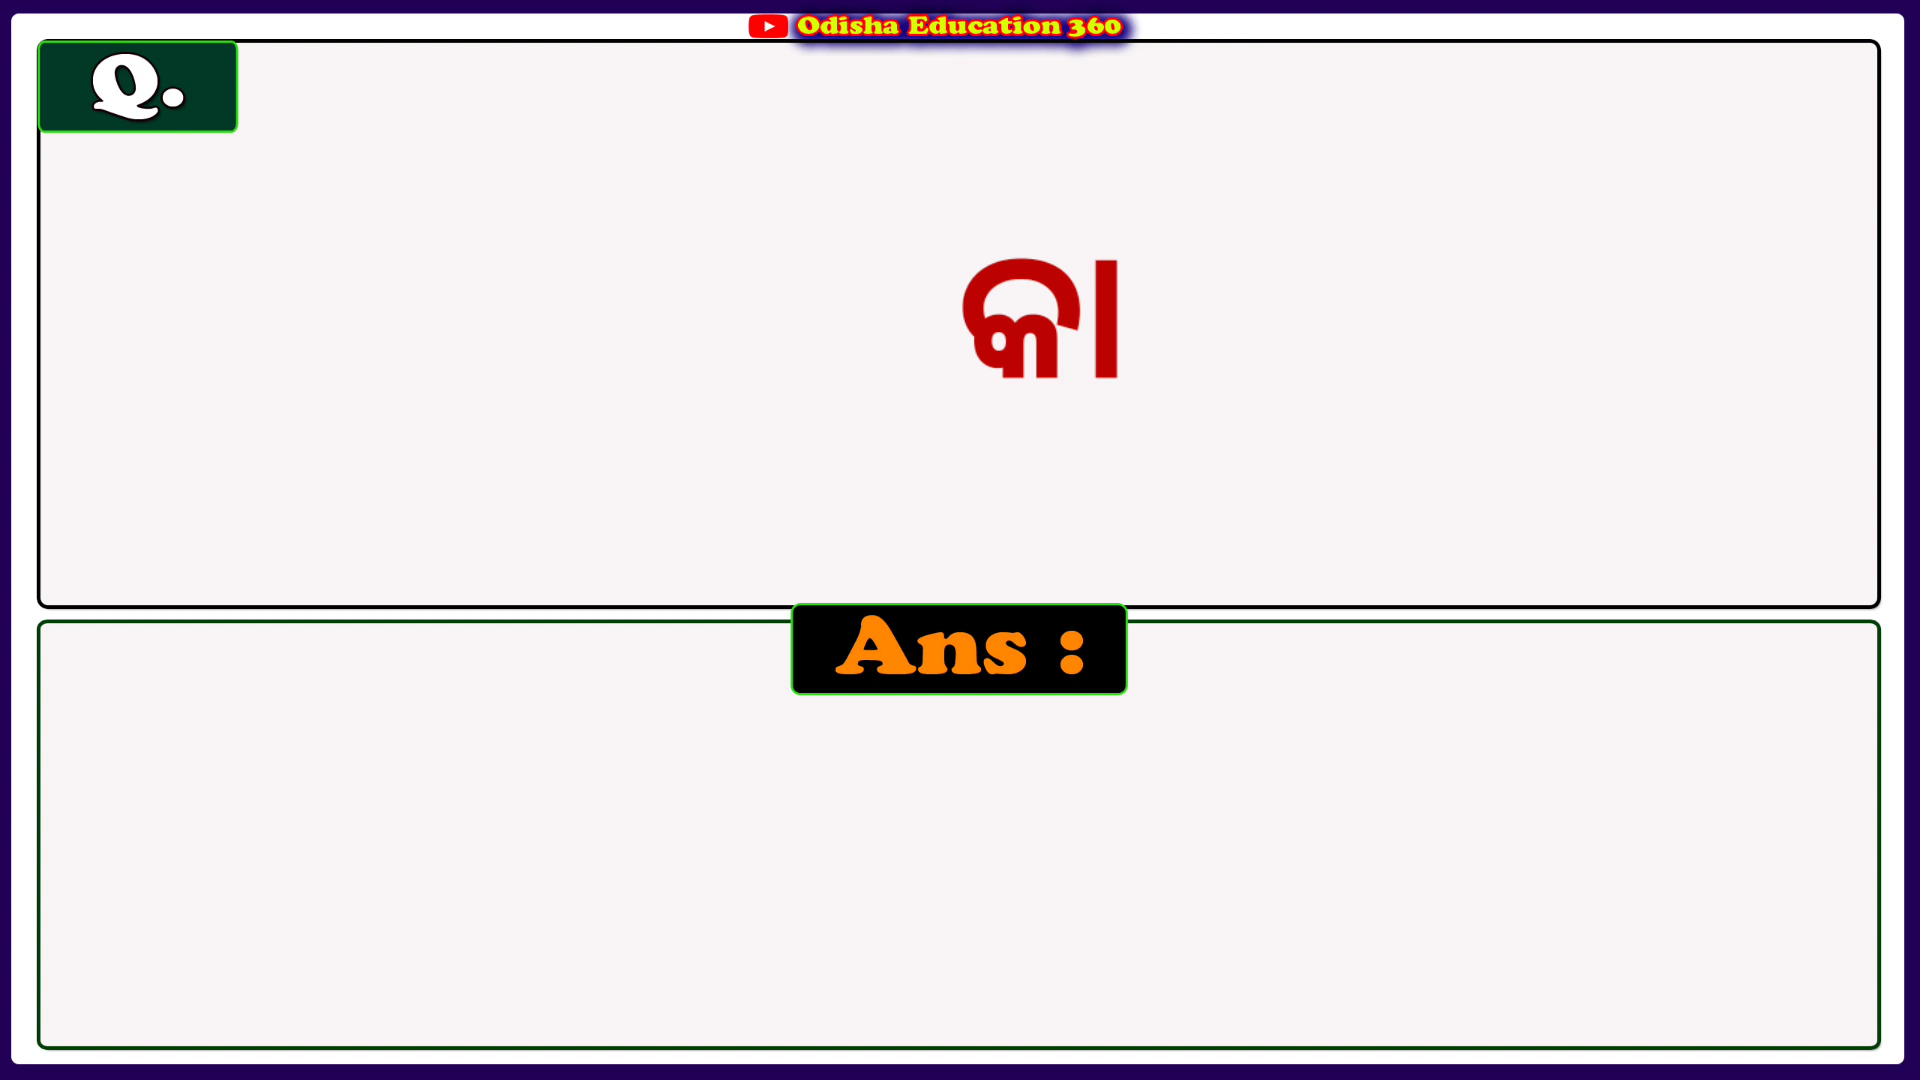 Odisha Education 360
Q.
କା
Ans :